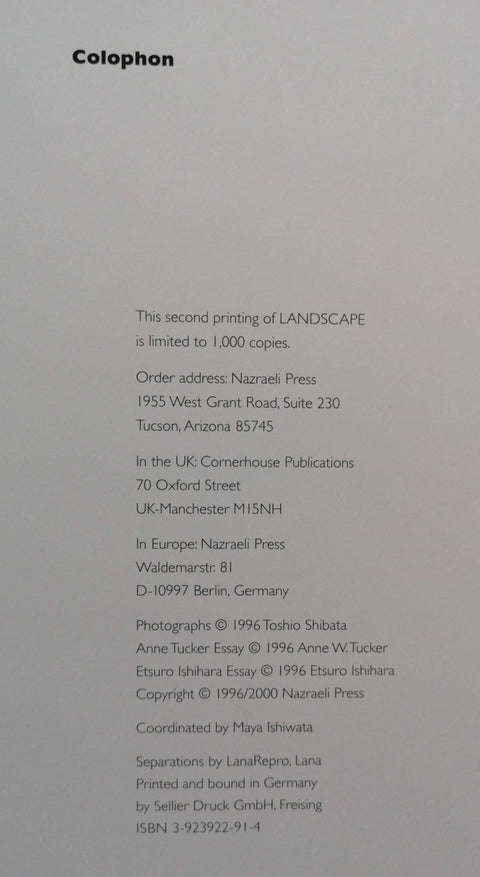 Colophon
This second printing of LANDSCAPE
is limited to 1,000 copies.
Order address: Nazraeli Press
1955 West Grant Road, Suite 230
Tucson, Arizona 85745
In the UK: Cornerhouse Publications
70 Oxford Street
UK-Manchester M15NH
In Europe: Nazraeli Press
Waldemarstr. 81
D-10997 Berlin, Germany
Photographs © 1996 Toshio Shibata
Anne Tucker Essay © 1996 Anne W. Tucker
Etsuro Ishihara Essay © 1996 Etsuro Ishihara
Copyright © 1996/2000 Nazraeli Press
Coordinated by Maya Ishiwata
Separations by LanaRepro, Lana
Printed and bound in Germany
by Sellier Druck GmbH, Freising
ISBN 3-923922-91-4